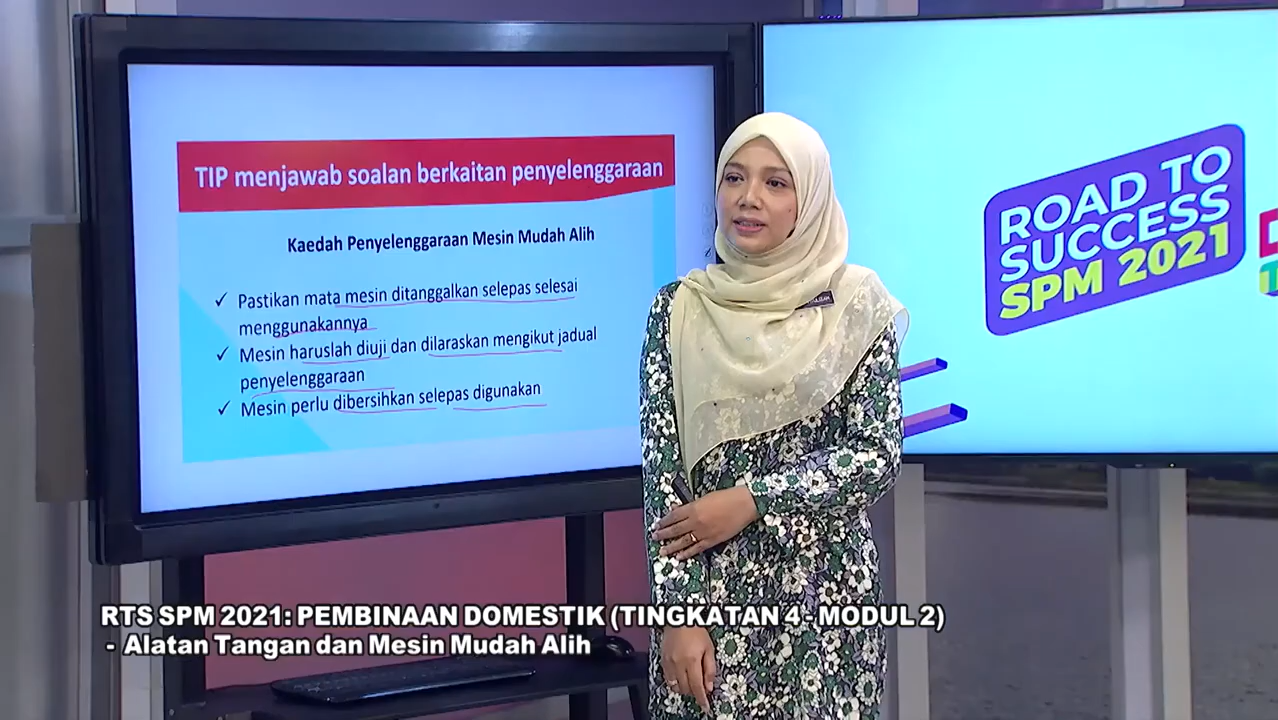 TIP menjawab soalan berkaitan penyelenggaraan
Kaedah Penyelenggaraan Mesin Mudah Alih
✓ Pastikan mata mesin ditanggalkan selepas selesai
menggunakannya
✓ Mesin haruslah diuji dan dilaraskan mengikut jadual
penyelenggaraan
✓ Mesin perlu dibersihkan selepas digunakan
ROAD TO
SUCCESS
SPM 2021
RTS SPM 2021: PEMBINAAN DOMESTIK (TINGKATAN 4 - MODUL 2)
- Alatan Tangan dan Mesin Mudah Alih